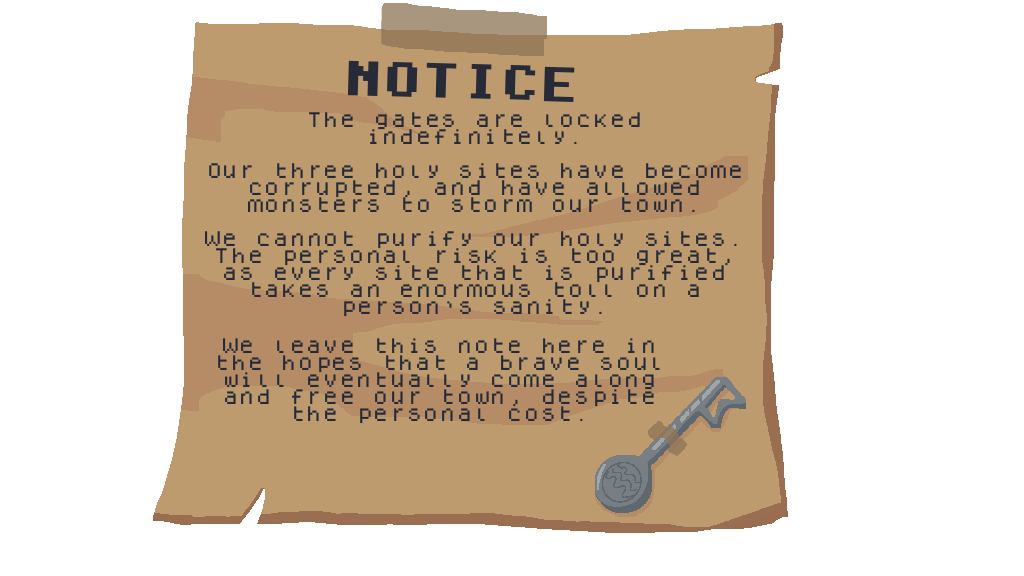 NOTICE
The gates are locked
indefinitely.
Our three holy sites have become
corrupted, and have allowed
monsters to storm our town.
We cannot purify our holy sites.
The personal risk is too great,
as every site that is purified
takes an enormous toll on a
person's sanity.
We leave this note here in
the hopes that a brave soul
will eventually come along
and free our town, despite
the personal cost.